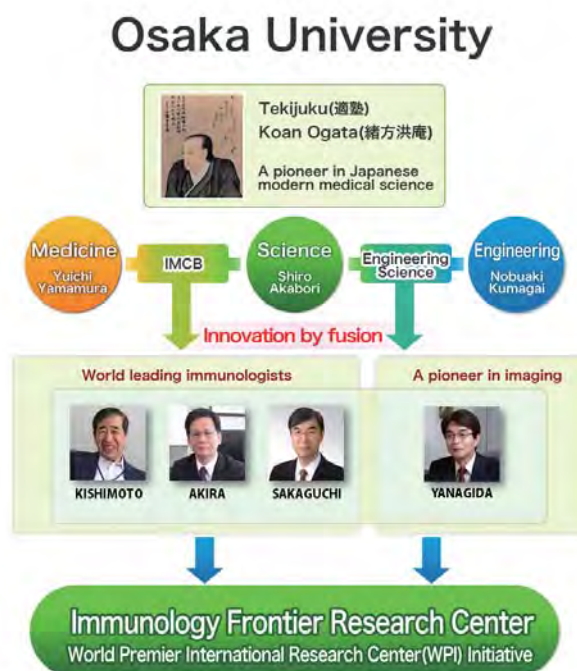 Osaka University
Tekijuku(適塾)
Koan Ogata(緒方洪庵)
A pioneer in Japanese
modern medical science
Medicine
Yuichi
Yamamura
IMCB
Science
Shiro
Akabori
Engineering
Science
Engineering
Nobuaki
Kumagai
Innovation by fusion
World leading immunologists
A pioneer in imaging
KISHIMOTO
AKIRA
SAKAGUCHI
YANAGIDA
Immunology Frontier Research Center
World Premier International Research Center(WPI) Initiative